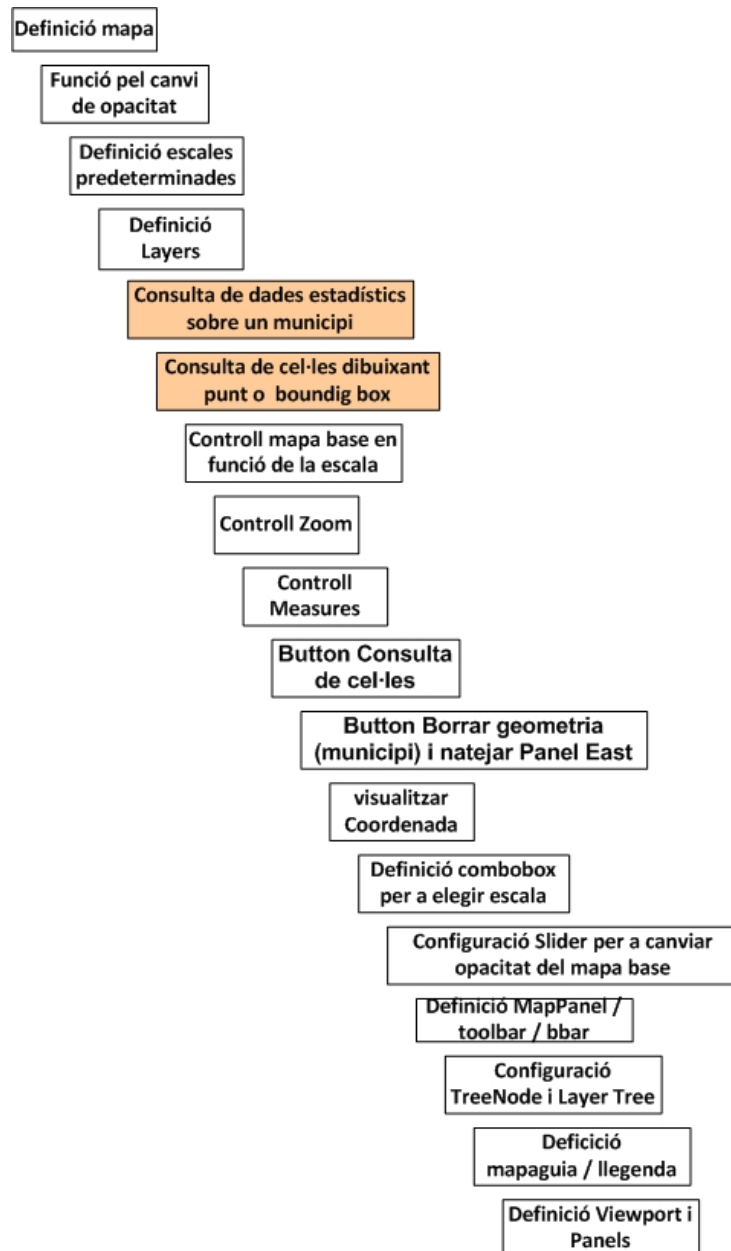 Definició mapa
Funció pel canvi
de opacitat
Definició escales
predeterminades
Definició
Layers
Consulta de dades estadístics
sobre un municipi
Consulta de cel·les dibuixant
punt o boundig box
Controll mapa base en
funció de la escala
Controll Zoom
Controll
Measures
Button Consulta
de cel·les
Button Borrar geometria
(municipi) i natejar Panel East
visualitzar
Coordenada
Definició combobox
per a elegir escala
Configuració Slider per a canviar
opacitat del mapa base
Definició MapPanel /
toolbar / bbar
Configuració
TreeNode i Layer Tree
Deficició
mapaguia / llegenda
Definició Viewport i
Panels